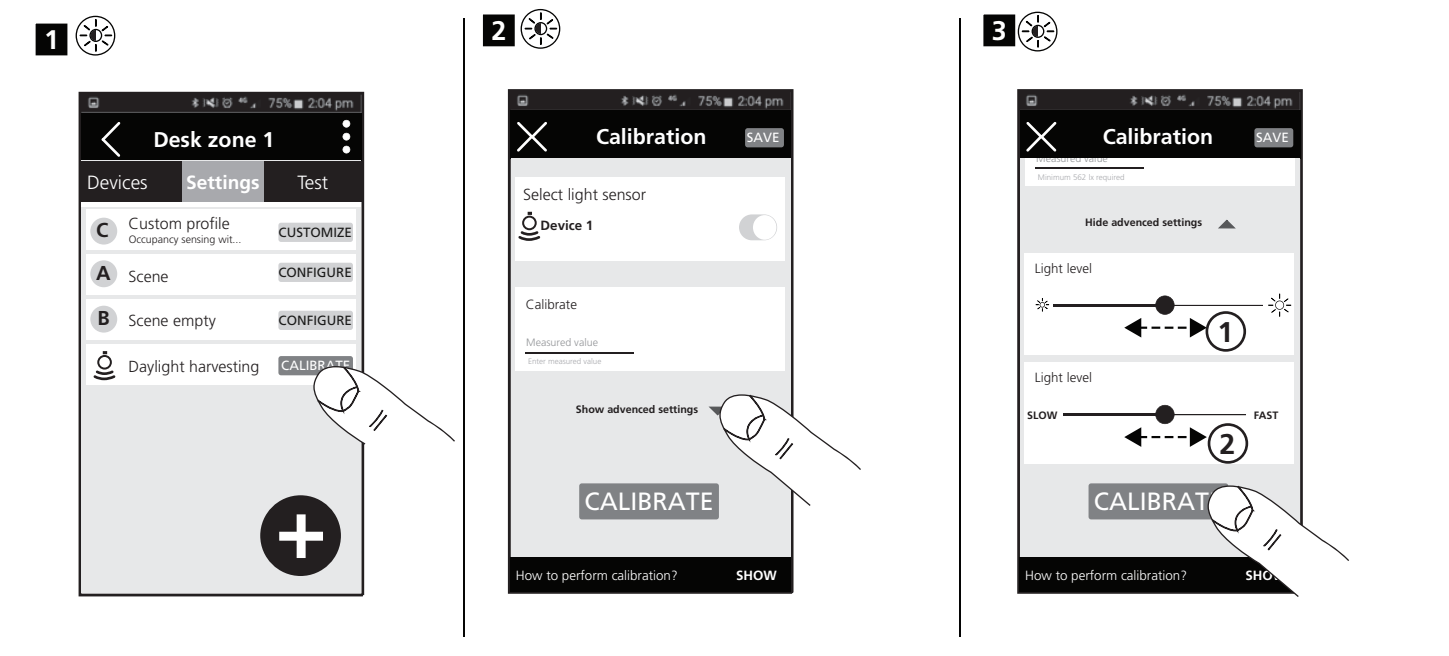 1
75% 2:04 pm
Desk zone 1
Devices Settings Test
C Custom profile CUSTOMIZE
Occupancy sensing wit...
A Scene CONFIGURE
B Scene empty CONFIGURE
Daylight harvesting CALIBRATE
2
4G 75% 2:04 pm
Calibration SAVE
Select light sensor
Device 1
Calibrate
Measured value
Enter measured value
Show advanced settings
CALIBRATE
How to perform calibration? SHOW
3
4G 75% 2:04 pm
Calibration SAVE
Measured value
Minimum 562 lx required
Hide advenced settings
Light level
1
Light level
SLOW FAST
2
CALIBRAT
How to perform calibration? SHO